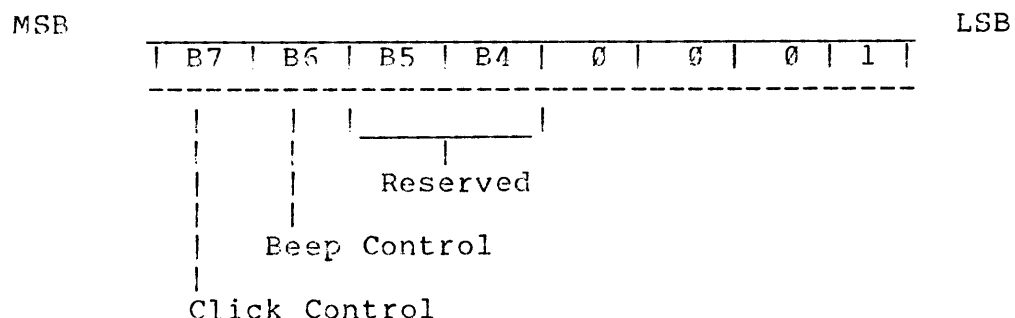 MSB LSB
| B7 | B6 | B5 | B4 | Ø | Ø | Ø | 1 |
Reserved
Beep Control
Click Control